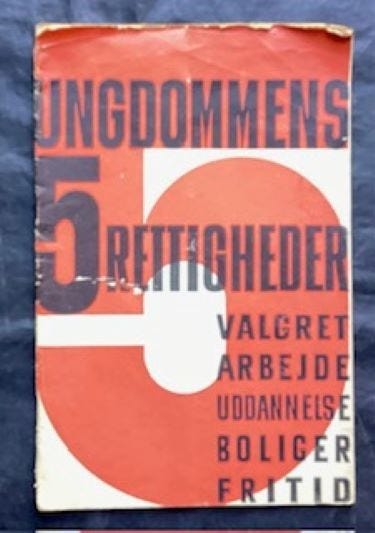 UNGDOMMENS
5 RETTIGHEDER
VALGRET
ARBEJDE
UDDANNELSE
BOLIGER
FRITID